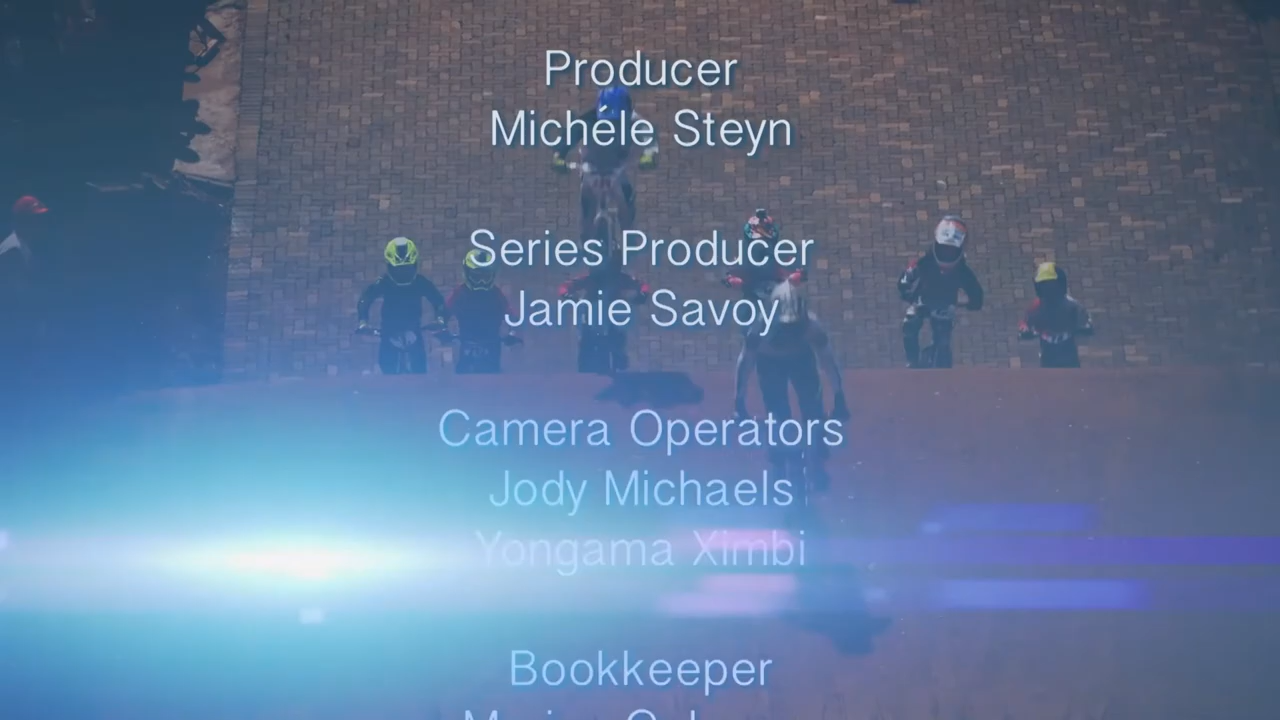 Producer
Michéle Steyn
Series Producer
Jamie Savoy
Camera Operators
Jody Michaels
Yongama Ximbi
Bookkeeper